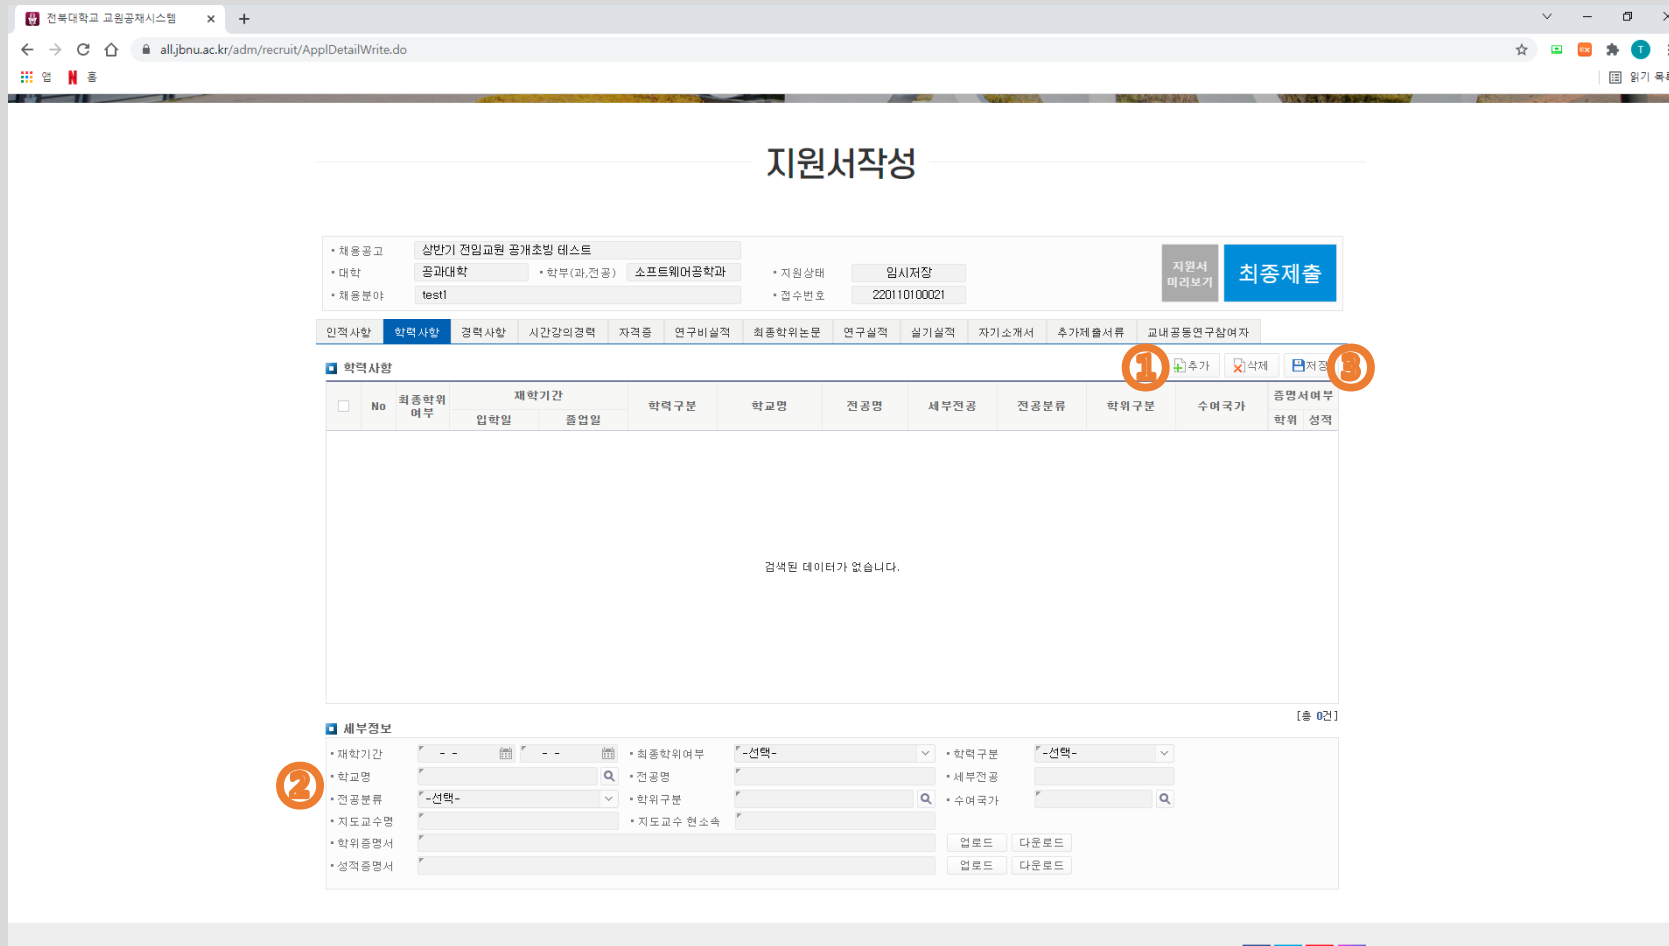 전북대학교 교원공채시스템
all.jbnu.ac.kr/adm/recruit/ApplDetailWrite.do
T
앱 N 홈
읽기 목록
지원서작성
채용공고 상반기 전임교원 공개초빙 테스트
대학 공과대학 학부(과,전공) 소프트웨어공학과 지원상태 임시저장
채용분야 test1 접수번호 220110100021
지원서 미리보기 최종제출
인적사항 학력사항 경력사항 시간강의경력 자격증 연구비실적 최종학위논문 연구실적 실기실적 자기소개서 추가제출서류 교내공동연구참여자
학력사항 ① 추가 삭제 저장 ③
No 최종학위여부 재학기간 학력구분 학교명 전공명 세부전공 전공분류 학위구분 수여국가 증명서여부
입학일 졸업일 학위 성적
검색된 데이터가 없습니다.
[총 0건]
세부정보
재학기간 - - - - 최종학위여부 -선택- 학력구분 -선택-
② 학교명 전공명 세부전공
전공분류 -선택- 학위구분 수여국가
지도교수명 지도교수 현소속
학위증명서 업로드 다운로드
성적증명서 업로드 다운로드